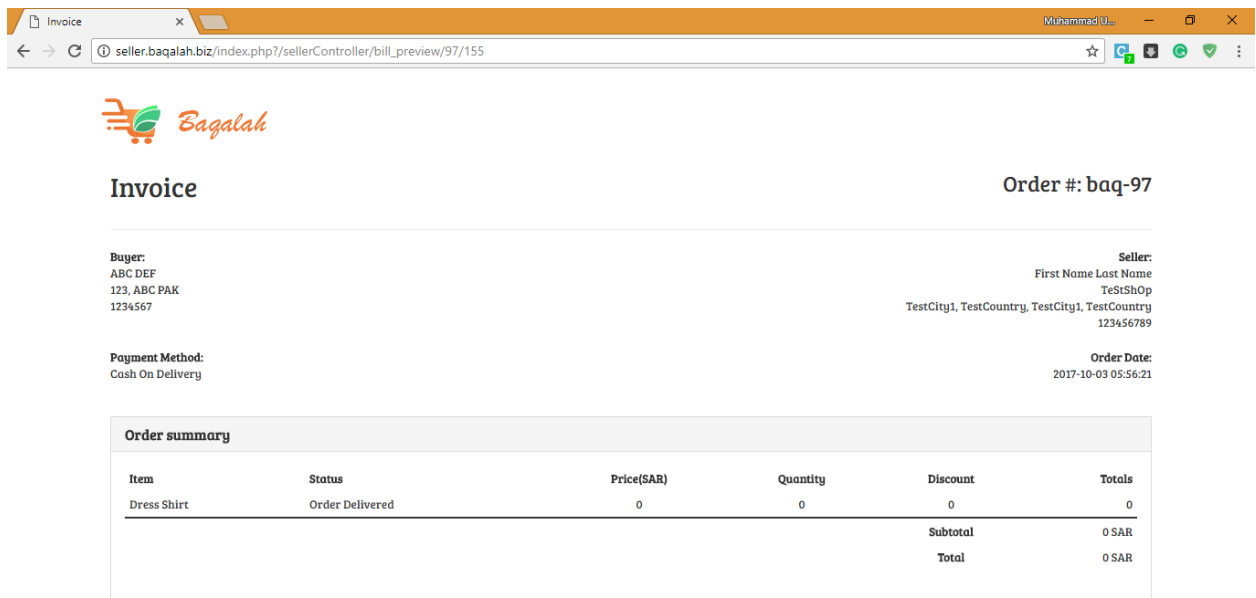 Invoice
Muhammad U...
seller.baqalah.biz/index.php?/sellerController/bill_preview/97/155
7
Baqalah
Invoice
Order #: baq-97
Buyer:
ABC DEF
123, ABC PAK
1234567
Seller:
First Name Last Name
TeStShOp
TestCity1, TestCountry, TestCity1, TestCountry
123456789
Payment Method:
Cash On Delivery
Order Date:
2017-10-03 05:56:21
Order summary
Item Status Price(SAR) Quantity Discount Totals
Dress Shirt Order Delivered 0 0 0 0
Subtotal 0 SAR
Total 0 SAR